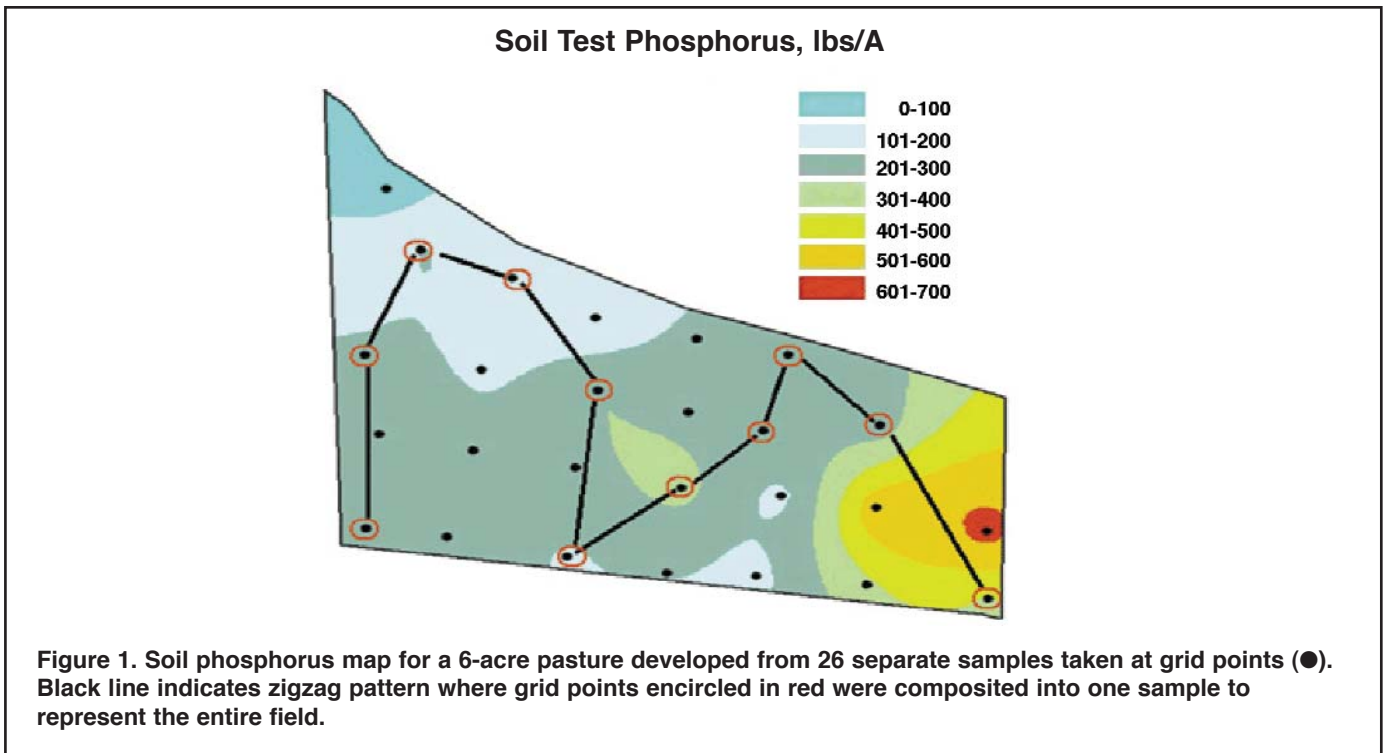 Soil Test Phosphorus, lbs/A
0-100
101-200
201-300
301-400
401-500
501-600
601-700
Figure 1. Soil phosphorus map for a 6-acre pasture developed from 26 separate samples taken at grid points (●).
Black line indicates zigzag pattern where grid points encircled in red were composited into one sample to
represent the entire field.